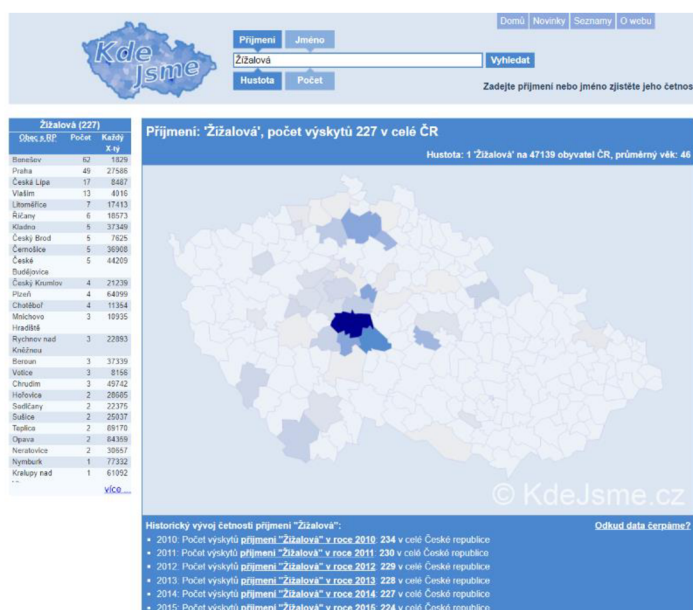 Domů Novinky Seznamy O webu
Kde
Jsme
Příjmení Jméno
Žížalová
Vyhledat
Hustota Počet
Zadejte příjmení nebo jméno zjistěte jeho četnos
Žížalová (227)
Obec s RP Počet Každý
X-tý
Benešov 62 1829
Praha 49 27586
Česká Lípa 17 8487
Vlašim 13 4916
Litoměřice 7 17413
Říčany 6 18573
Kladno 5 37349
Český Brod 5 7625
Černošice 5 36908
České 5 44209
Budějovice
Český Krumlov 4 21239
Plzeň 4 64099
Chotěboř 4 11354
Mnichovo 3 10935
Hradiště
Rychnov nad 3 22893
Kněžnou
Beroun 3 37339
Votice 3 8156
Chrudim 3 49742
Hořovice 2 28685
Sedlčany 2 22375
Sušice 2 25037
Teplice 2 89170
Opava 2 84359
Neratovice 2 30657
Nymburk 1 77332
Kralupy nad 1 61092
více ...
Příjmení: 'Žížalová', počet výskytů 227 v celé ČR
Hustota: 1 'Žížalová' na 47139 obyvatel ČR, průměrný věk: 46
© KdeJsme.cz
Historický vývoj četnosti příjmení "Žížalová":
Odkud data čerpáme?
▪ 2010: Počet výskytů příjmení "Žížalová" v roce 2010: 234 v celé České republice
▪ 2011: Počet výskytů příjmení "Žížalová" v roce 2011: 230 v celé České republice
▪ 2012: Počet výskytů příjmení "Žížalová" v roce 2012: 229 v celé České republice
▪ 2013: Počet výskytů příjmení "Žížalová" v roce 2013: 228 v celé České republice
▪ 2014: Počet výskytů příjmení "Žížalová" v roce 2014: 227 v celé České republice
▪ 2015: Počet výskytů příjmení "Žížalová" v roce 2015: 224 v celé České republice